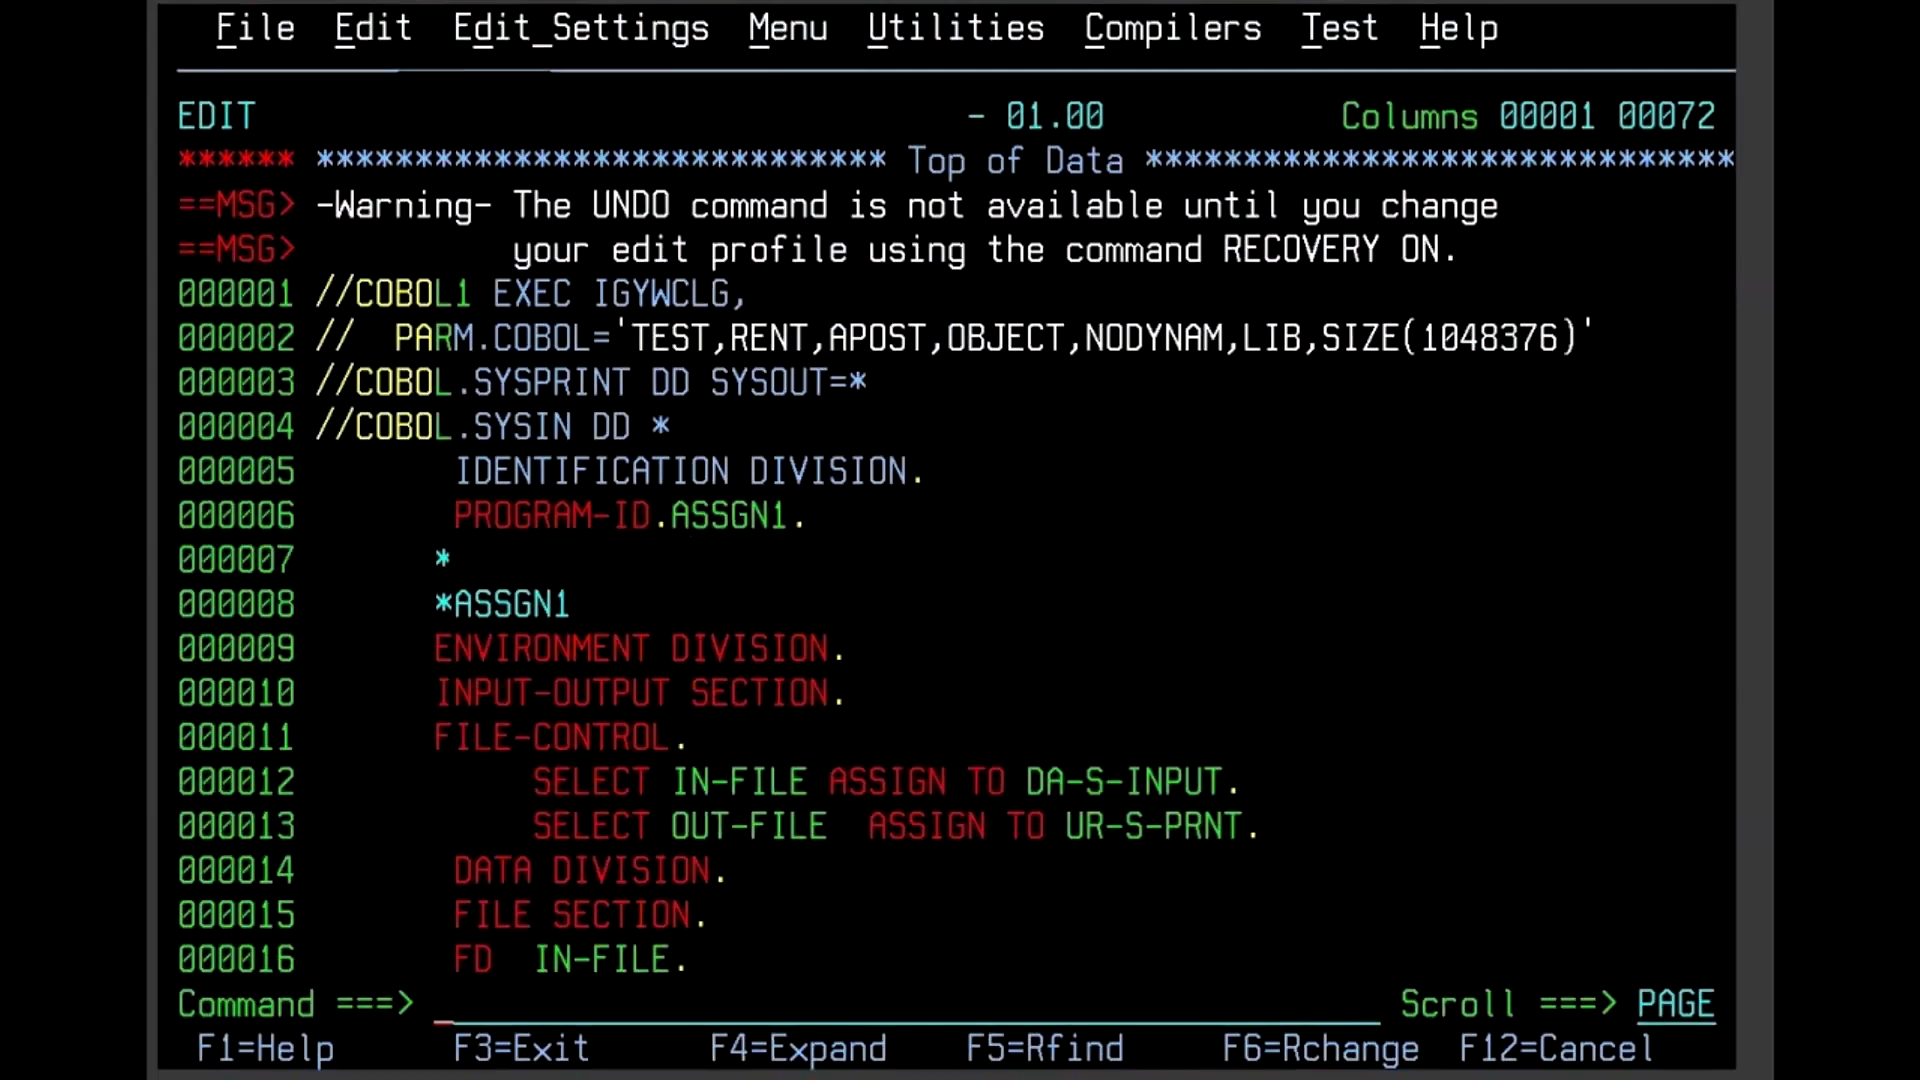 File Edit Edit_Settings Menu Utilities Compilers Test Help
EDIT - 01.00 Columns 00001 00072
****** ***************************** Top of Data ******************************
==MSG> -Warning- The UNDO command is not available until you change
==MSG> your edit profile using the command RECOVERY ON.
000001 //COBOL1 EXEC IGYWCLG,
000002 //  PARM.COBOL='TEST,RENT,APOST,OBJECT,NODYNAM,LIB,SIZE(1048376)'
000003 //COBOL.SYSPRINT DD SYSOUT=*
000004 //COBOL.SYSIN DD *
000005        IDENTIFICATION DIVISION.
000006        PROGRAM-ID.ASSGN1.
000007       *
000008       *ASSGN1
000009       ENVIRONMENT DIVISION.
000010       INPUT-OUTPUT SECTION.
000011       FILE-CONTROL.
000012            SELECT IN-FILE ASSIGN TO DA-S-INPUT.
000013            SELECT OUT-FILE  ASSIGN TO UR-S-PRNT.
000014        DATA DIVISION.
000015        FILE SECTION.
000016        FD  IN-FILE.
Command ===> Scroll ===> PAGE
F1=Help F3=Exit F4=Expand F5=Rfind F6=Rchange F12=Cancel